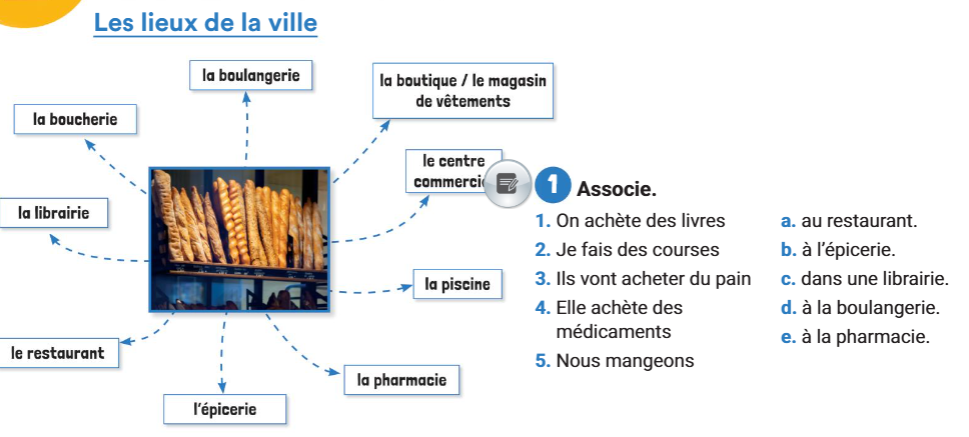 Les lieux de la ville
la boulangerie
la boutique / le magasin
de vêtements
la boucherie
le centre
la librairie
la piscine
le restaurant
la pharmacie
l'épicerie
1 Associe.
1. On achète des livres
2. Je fais des courses
3. Ils vont acheter du pain
4. Elle achète des
médicaments
5. Nous mangeons
a. au restaurant.
b. à l'épicerie.
c. dans une librairie.
d. à la boulangerie.
e. à la pharmacie.